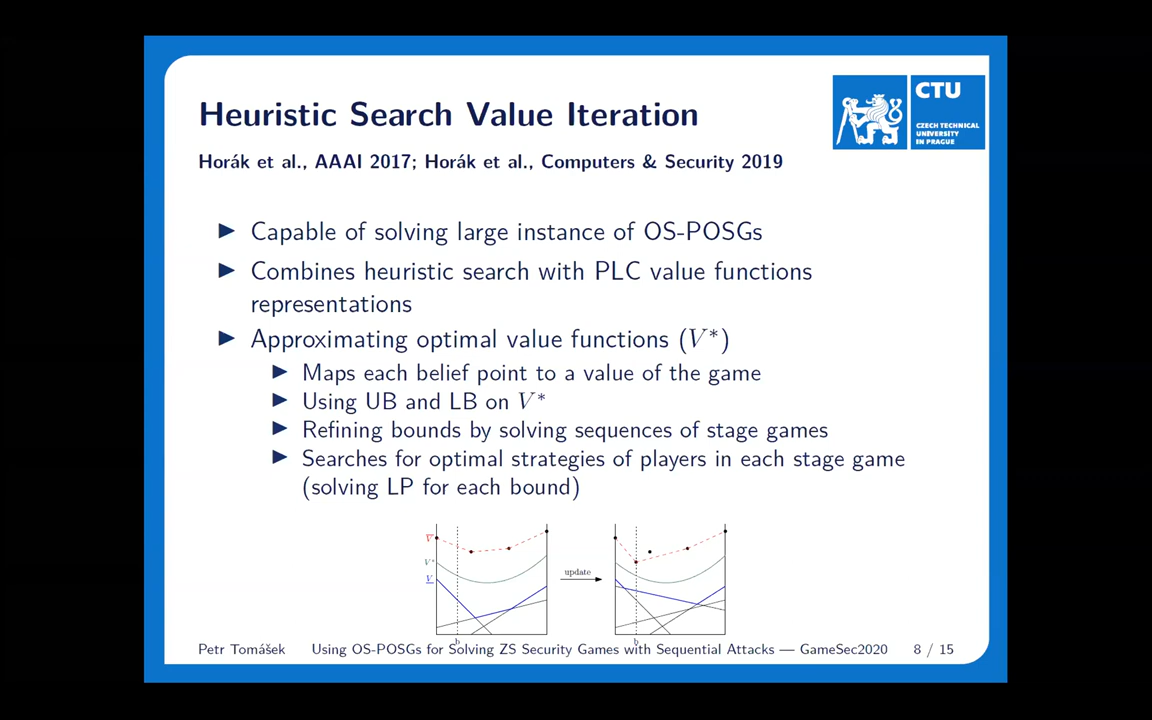 Heuristic Search Value Iteration
CTU
CZECH TECHNICAL
UNIVERSITY
IN PRAGUE
Horák et al., AAAI 2017; Horák et al., Computers & Security 2019
▶ Capable of solving large instance of OS-POSGs
▶ Combines heuristic search with PLC value functions
representations
▶ Approximating optimal value functions (V*)
▶ Maps each belief point to a value of the game
▶ Using UB and LB on V*
▶ Refining bounds by solving sequences of stage games
▶ Searches for optimal strategies of players in each stage game
(solving LP for each bound)
V̅
V*
V̲
update
b
b
Petr Tomášek Using OS-POSGs for Solving ZS Security Games with Sequential Attacks — GameSec2020 8 / 15